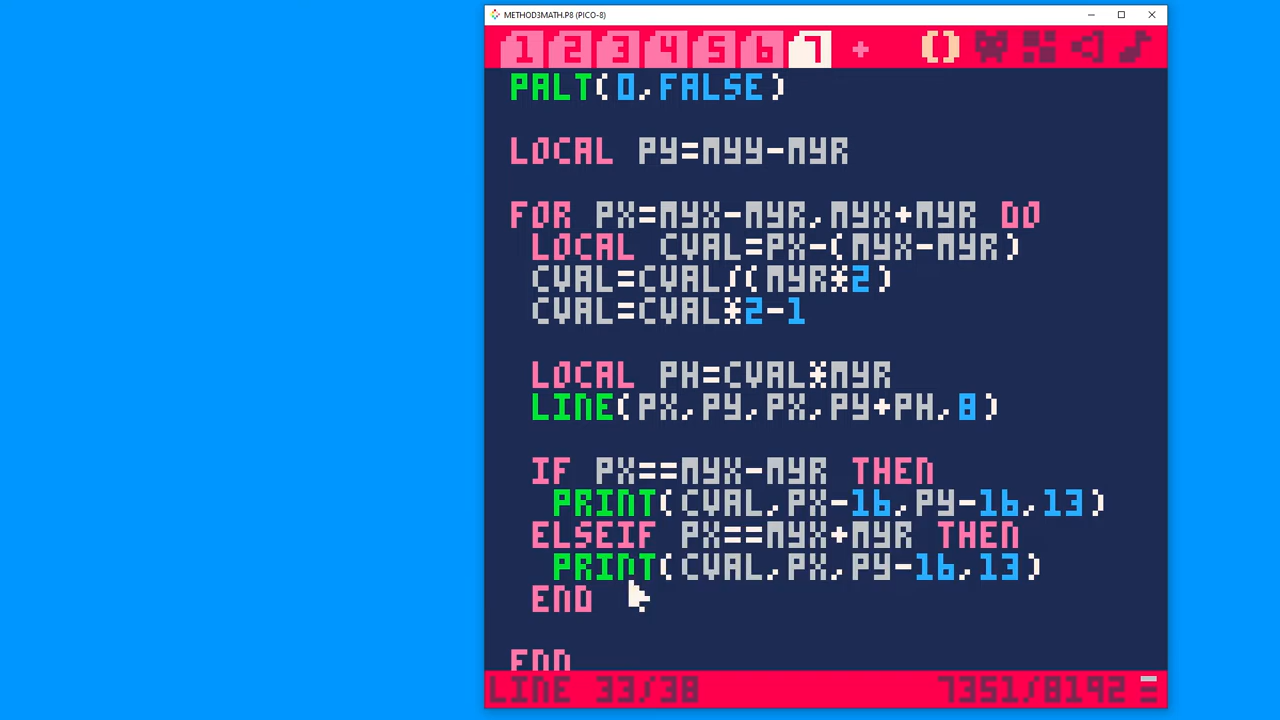 METHOD3MATH.P8 (PICO-8)
1 2 3 4 5 6 7 + ()
PALT(0,FALSE)
LOCAL PY=MYY-MYR
FOR PX=MYX-MYR,MYX+MYR DO
LOCAL CVAL=PX-(MYX-MYR)
CVAL=CVAL/(MYR*2)
CVAL=CVAL*2-1
LOCAL PH=CVAL*MYR
LINE(PX,PY,PX,PY+PH,8)
IF PX==MYX-MYR THEN
PRINT(CVAL,PX-16,PY-16,13)
ELSEIF PX==MYX+MYR THEN
PRINT(CVAL,PX,PY-16,13)
END
END
LINE 33/38 7351/8192